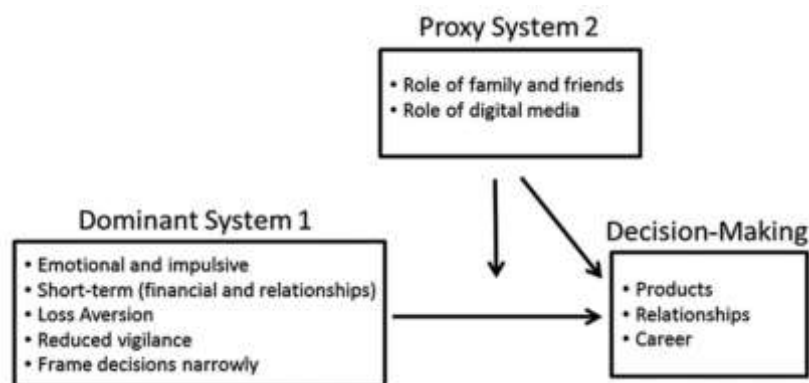 Proxy System 2
• Role of family and friends
• Role of digital media
Dominant System 1
• Emotional and impulsive
• Short-term (financial and relationships)
• Loss Aversion
• Reduced vigilance
• Frame decisions narrowly
Decision-Making
• Products
• Relationships
• Career